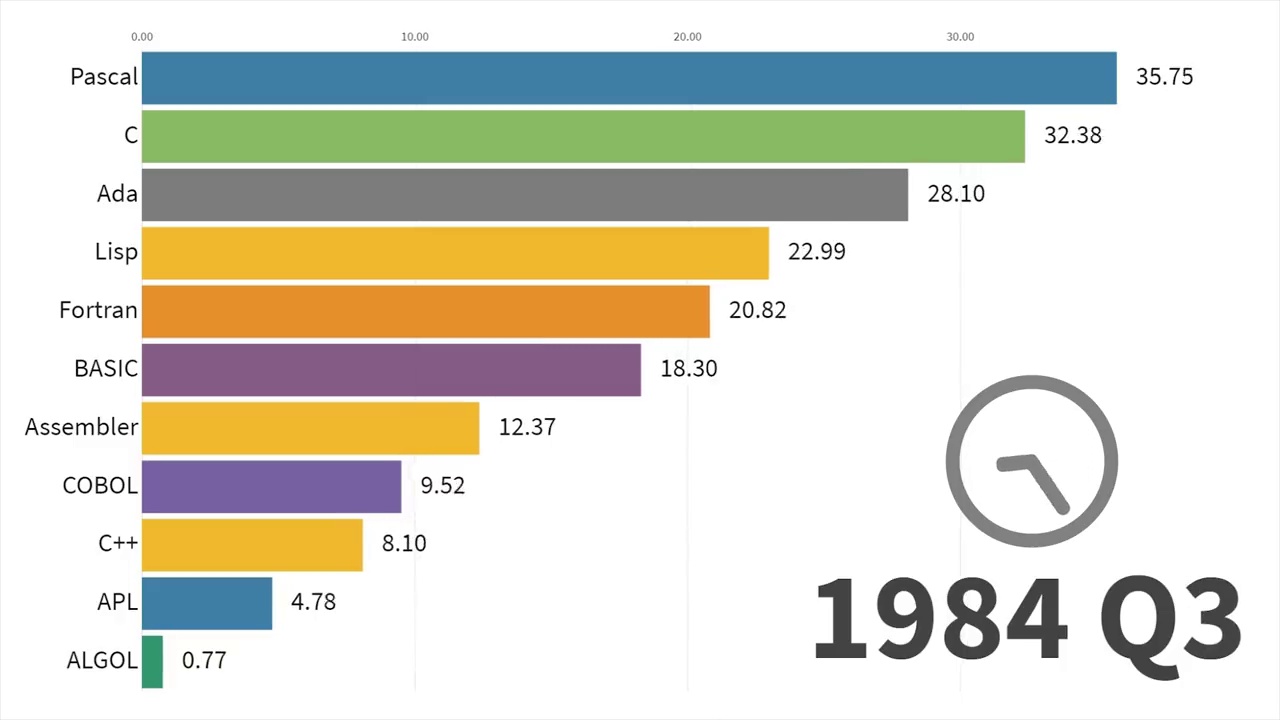 0.00 10.00 20.00 30.00
Pascal 35.75
C 32.38
Ada 28.10
Lisp 22.99
Fortran 20.82
BASIC 18.30
Assembler 12.37
COBOL 9.52
C++ 8.10
APL 4.78
ALGOL 0.77
1984 Q3